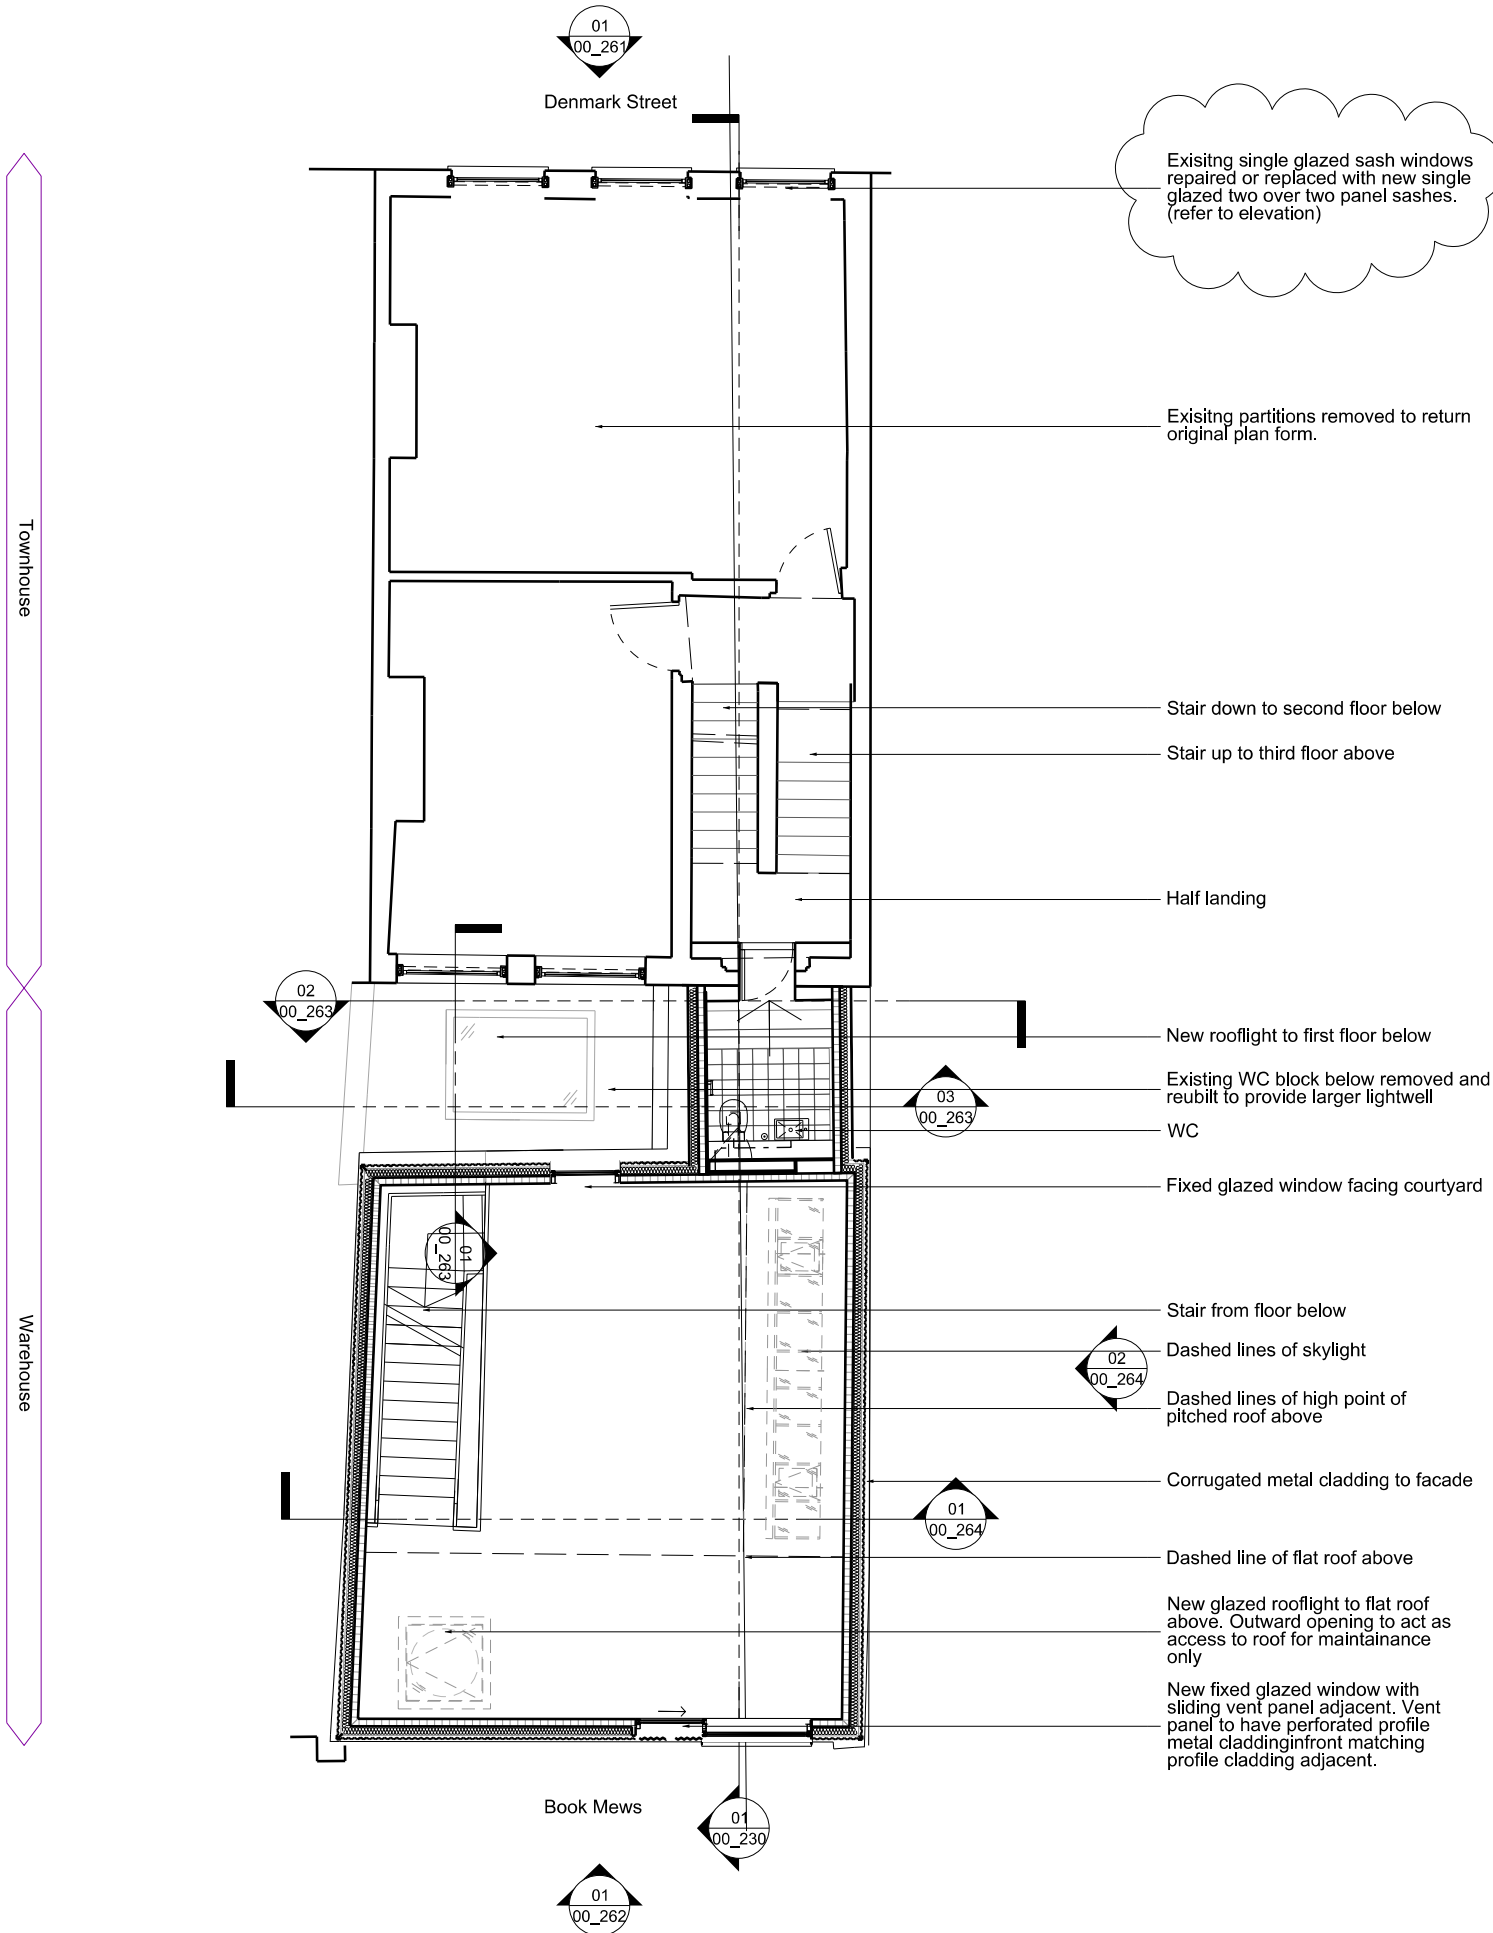 01
00_261
Denmark Street
Exisitng single glazed sash windows
repaired or replaced with new single
glazed two over two panel sashes.
(refer to elevation)
Exisitng partitions removed to return
original plan form.
Townhouse
Stair down to second floor below
Stair up to third floor above
Half landing
02
00_263
New rooflight to first floor below
Existing WC block below removed and
reubilt to provide larger lightwell
03
00_263
WC
Fixed glazed window facing courtyard
01
00_263
Stair from floor below
Warehouse
Dashed lines of skylight
02
00_264
Dashed lines of high point of
pitched roof above
Corrugated metal cladding to facade
01
00_264
Dashed line of flat roof above
New glazed rooflight to flat roof
above. Outward opening to act as
access to roof for maintainance
only
New fixed glazed window with
sliding vent panel adjacent. Vent
panel to have perforated profile
metal claddinginfront matching
profile cladding adjacent.
Book Mews
01
00_230
01
00_262